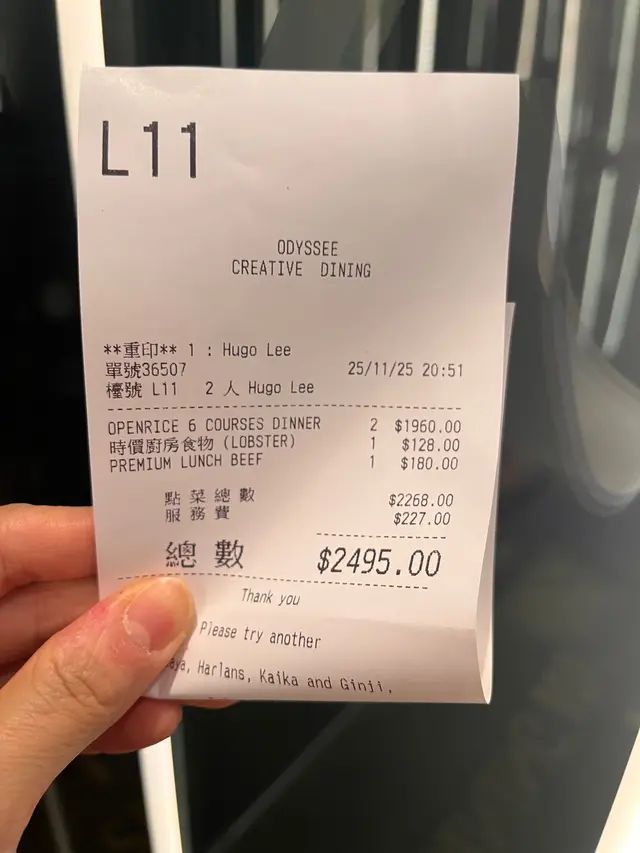 L11
ODYSSEE
CREATIVE DINING
**重印** 1 : Hugo Lee
單號36507 25/11/25 20:51
檯號 L11 2 人 Hugo Lee
OPENRICE 6 COURSES DINNER 2 $1960.00
時價廚房食物 (LOBSTER) 1 $128.00
PREMIUM LUNCH BEEF 1 $180.00
點菜總數 $2268.00
服務費 $227.00
總數 $2495.00
Thank you
Please try another
Harlans, Kaika and Ginji,